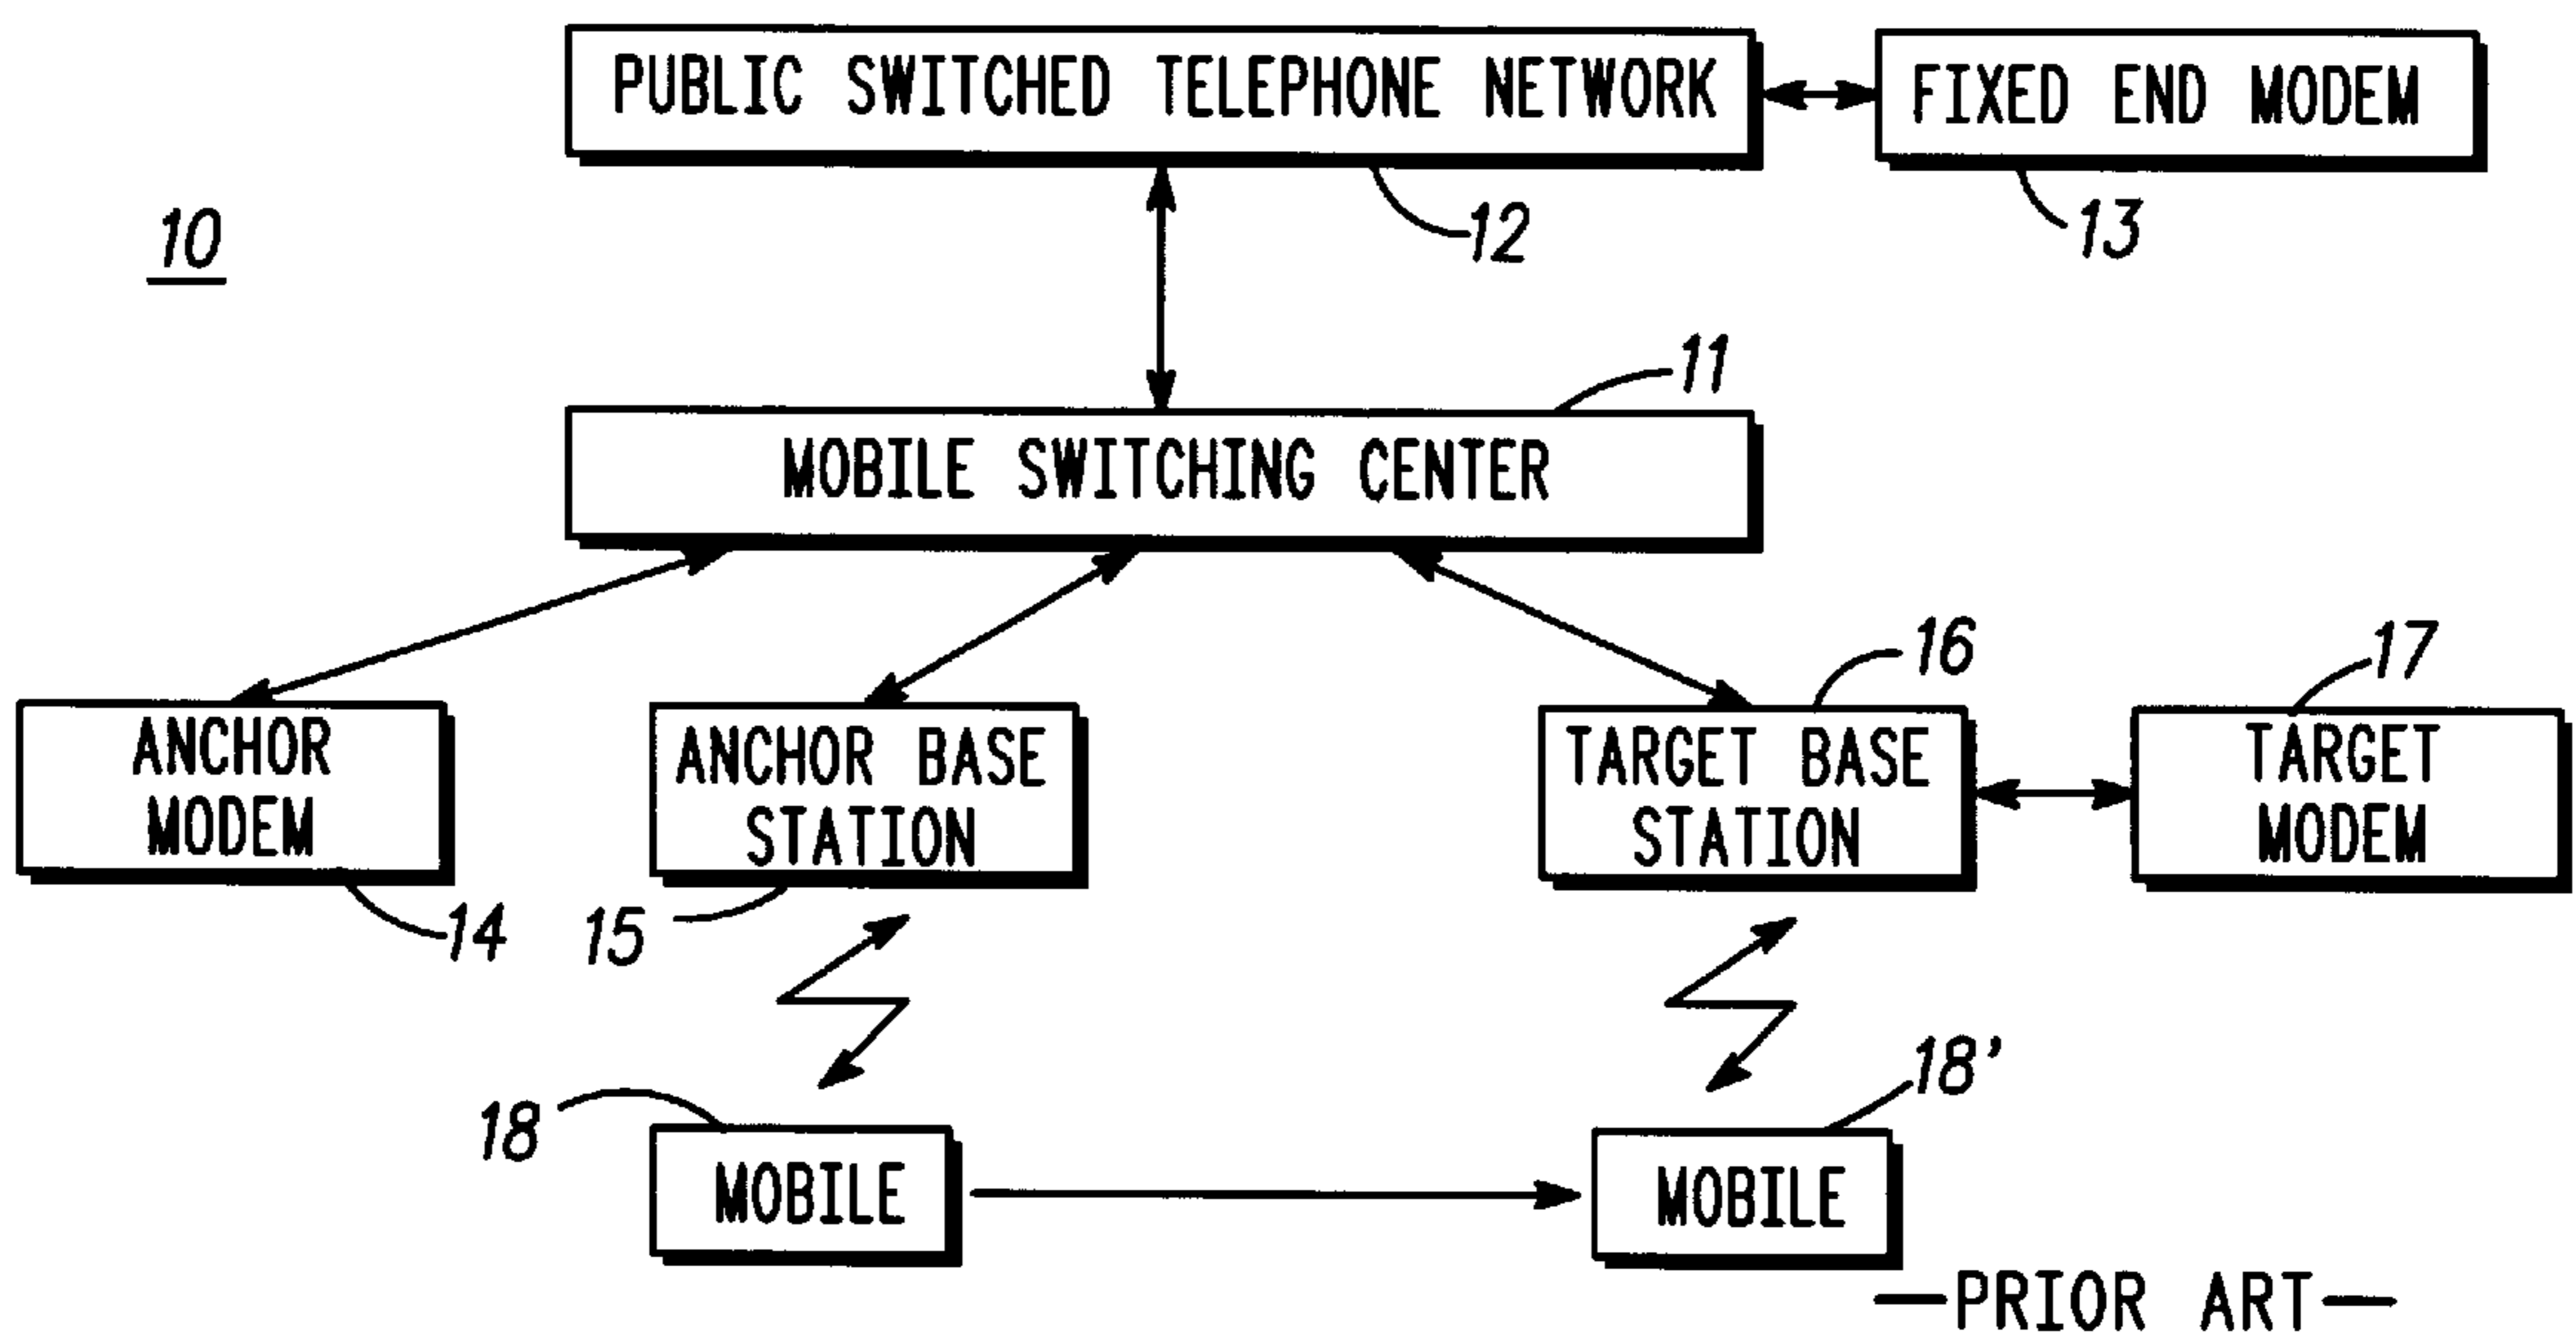 PUBLIC SWITCHED TELEPHONE NETWORK
FIXED END MODEM
10
12
13
11
MOBILE SWITCHING CENTER
16
17
ANCHOR
MODEM
ANCHOR BASE
STATION
TARGET BASE
STATION
TARGET
MODEM
14
15
18
18'
MOBILE
MOBILE
—PRIOR ART—